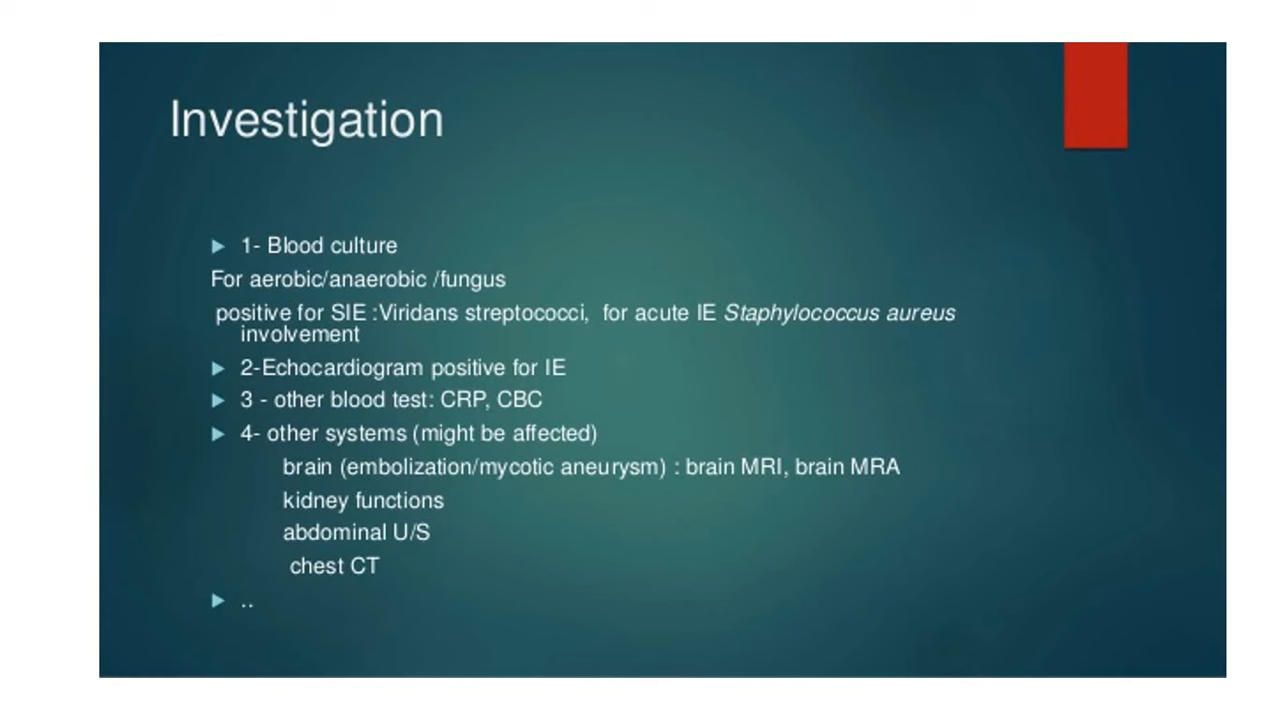 Investigation
1- Blood culture
For aerobic/anaerobic /fungus
positive for SIE :Viridans streptococci, for acute IE Staphylococcus aureus
involvement
2-Echocardiogram positive for IE
3 - other blood test: CRP, CBC
4- other systems (might be affected)
brain (embolization/mycotic aneurysm) : brain MRI, brain MRA
kidney functions
abdominal U/S
chest CT
..